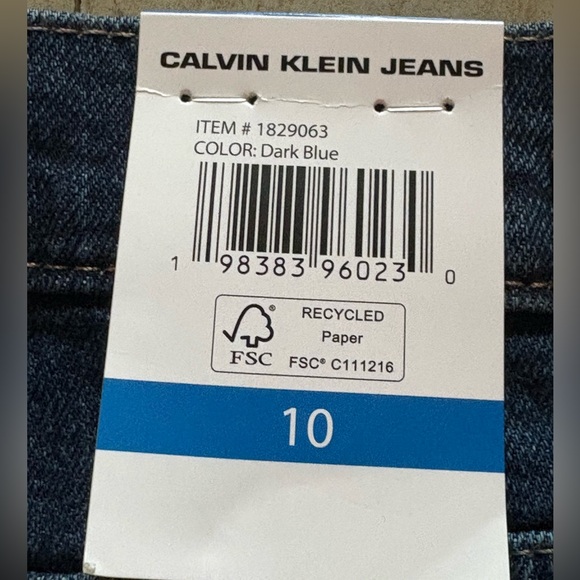 CALVIN KLEIN JEANS
ITEM # 1829063
COLOR: Dark Blue
1 98383 96023 0
FSC®
RECYCLED
Paper
FSC® C111216
10